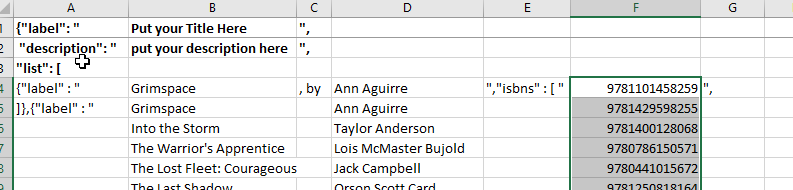 A B C D E F G
1 {"label": " Put your Title Here ",
2 "description": " put your description here ",
3 "list": [
4 {"label" : " Grimspace , by Ann Aguirre ","isbns" : [ " 9781101458259 ",
5 ]},{"label" : " Grimspace Ann Aguirre 9781429598255
6 Into the Storm Taylor Anderson 9781400128068
7 The Warrior's Apprentice Lois McMaster Bujold 9780786150571
8 The Lost Fleet: Courageous Jack Campbell 9780441015672
9 The Last Shadow Orson Scott Card 9781250818164